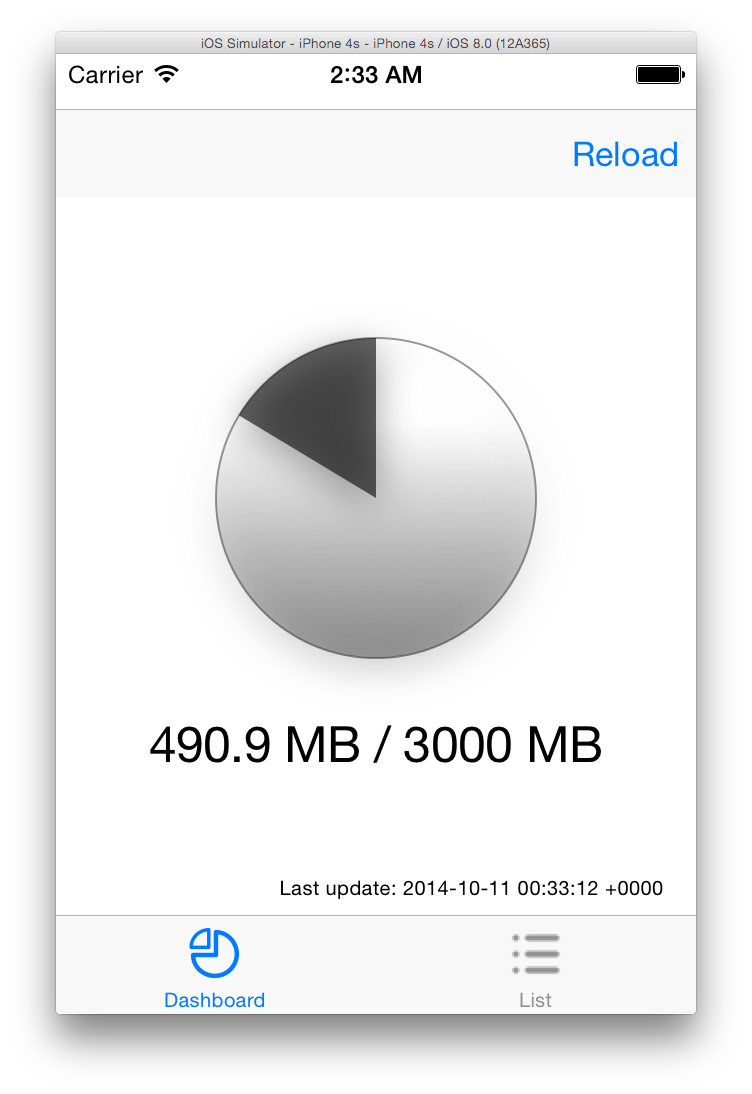 iOS Simulator - iPhone 4s - iPhone 4s / iOS 8.0 (12A365)
Carrier 2:33 AM
Reload
490.9 MB / 3000 MB
Last update: 2014-10-11 00:33:12 +0000
Dashboard List